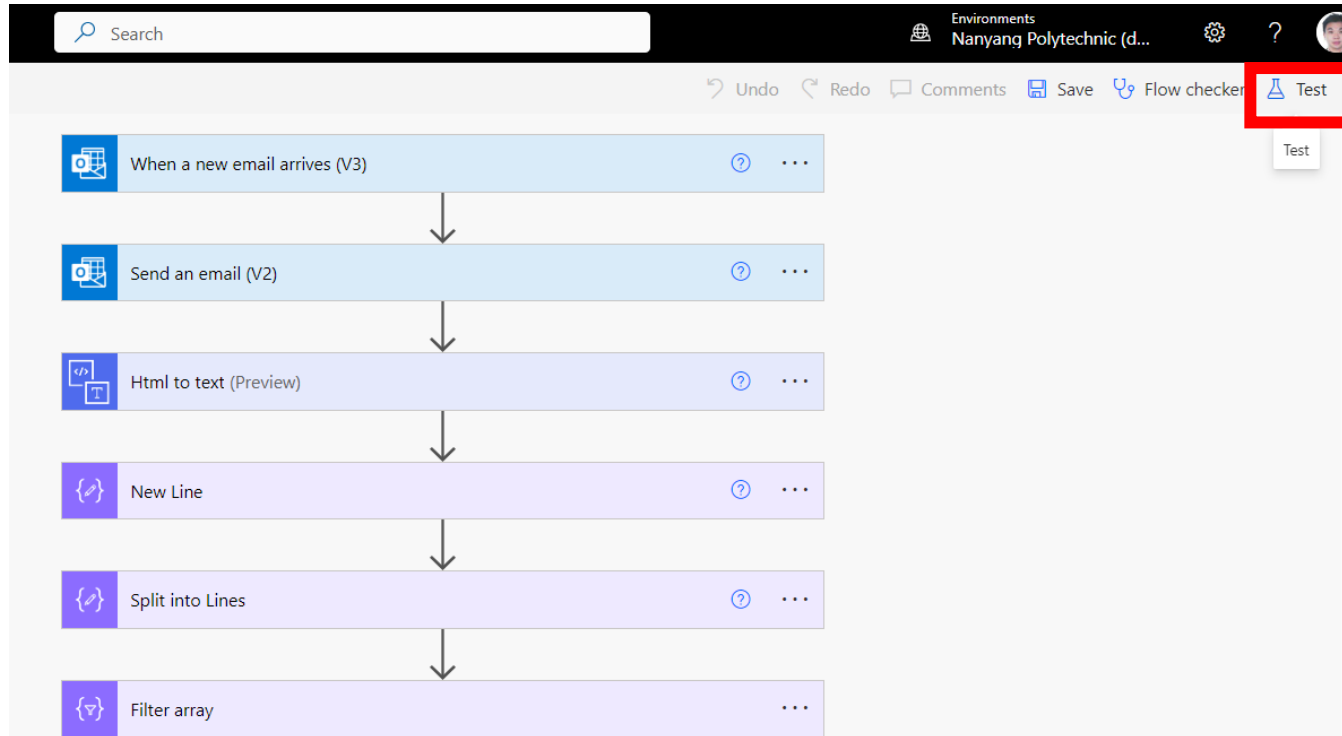 Search
Environments
Nanyang Polytechnic (d...
?
Undo Redo Comments Save Flow checker Test
Test
When a new email arrives (V3) ? ...
Send an email (V2) ? ...
</> T Html to text (Preview) ? ...
New Line ? ...
Split into Lines ? ...
Filter array ...